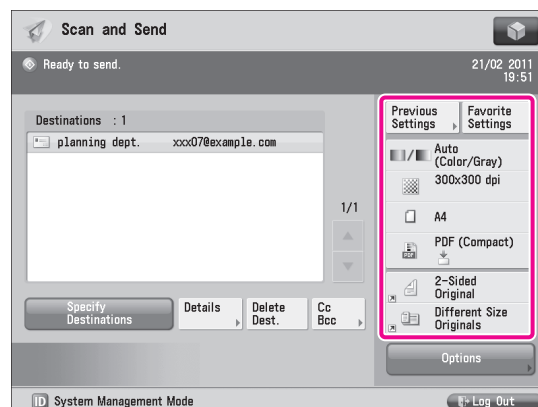 Scan and Send
Ready to send.
21/02 2011
19:51
Destinations : 1
planning dept. xxx07@example.com
1/1
Specify
Destinations
Details
Delete
Dest.
Cc
Bcc
Previous
Settings
Favorite
Settings
Auto
(Color/Gray)
300x300 dpi
A4
PDF
PDF (Compact)
2-Sided
Original
Different Size
Originals
Options
ID System Management Mode
Log Out